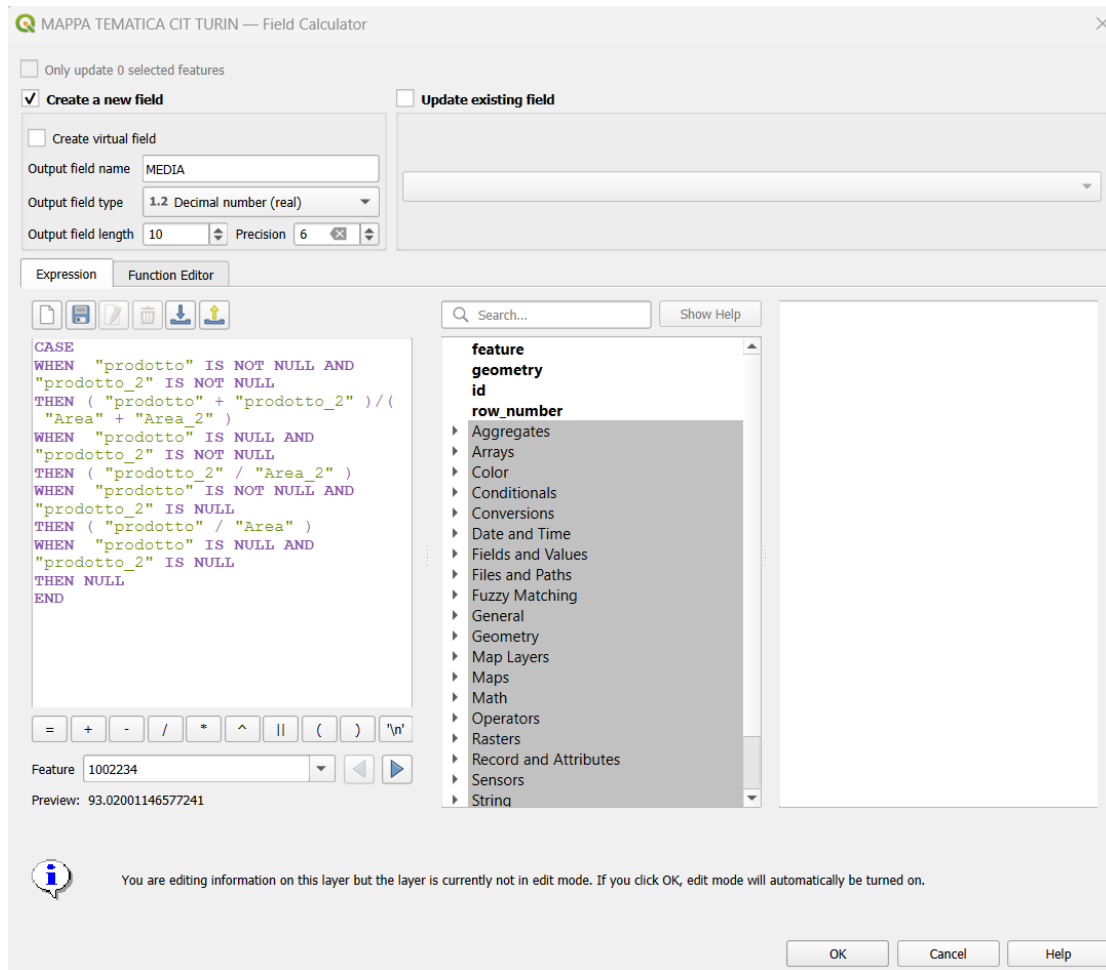 MAPPA TEMATICA CIT TURIN — Field Calculator
Only update 0 selected features
Create a new field
Update existing field
Create virtual field
Output field name MEDIA
Output field type 1.2 Decimal number (real)
Output field length 10 Precision 6
Expression Function Editor
Search... Show Help
CASE
WHEN "prodotto" IS NOT NULL AND
"prodotto_2" IS NOT NULL
THEN ( "prodotto" + "prodotto_2" )/(
"Area" + "Area_2" )
WHEN "prodotto" IS NULL AND
"prodotto_2" IS NOT NULL
THEN ( "prodotto_2" / "Area_2" )
WHEN "prodotto" IS NOT NULL AND
"prodotto_2" IS NULL
THEN ( "prodotto" / "Area" )
WHEN "prodotto" IS NULL AND
"prodotto_2" IS NULL
THEN NULL
END
= + - / * ^ || ( ) '\n'
Feature 1002234
Preview: 93.02001146577241
feature
geometry
id
row_number
Aggregates
Arrays
Color
Conditionals
Conversions
Date and Time
Fields and Values
Files and Paths
Fuzzy Matching
General
Geometry
Map Layers
Maps
Math
Operators
Rasters
Record and Attributes
Sensors
String
You are editing information on this layer but the layer is currently not in edit mode. If you click OK, edit mode will automatically be turned on.
OK Cancel Help